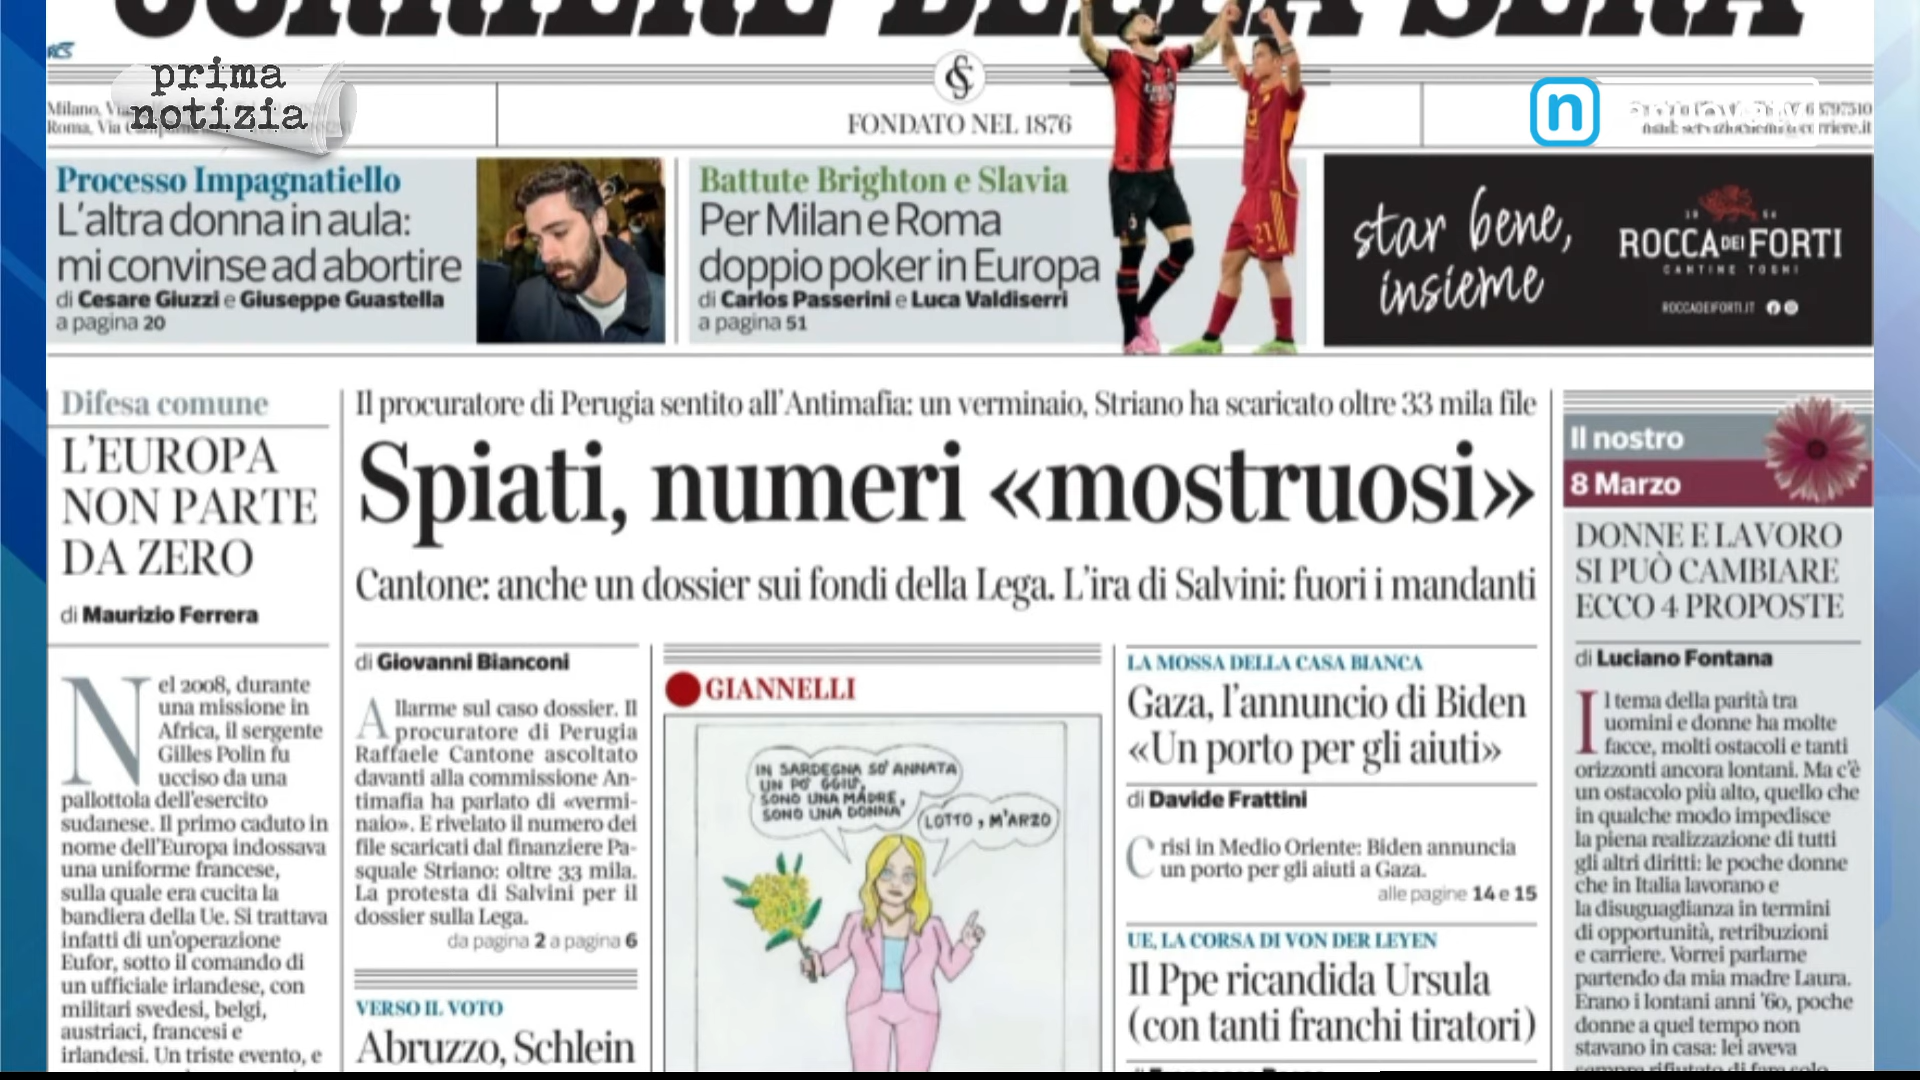 CORRIERE DELLA SERA
prima
notizia
FONDATO NEL 1876
Milano, Via
Roma, Via
n
Processo Impagnatiello
L'altra donna in aula:
mi convinse ad abortire
di Cesare Giuzzi e Giuseppe Guastella
a pagina 20
Battute Brighton e Slavia
Per Milan e Roma
doppio poker in Europa
di Carlos Passerini e Luca Valdiserri
a pagina 51
21
star bene,
insieme
ROCCA DEI FORTI
CANTINE TOGNI
ROCCADEIFORTI.IT
Difesa comune
L'EUROPA
NON PARTE
DA ZERO
di Maurizio Ferrera
Nel 2008, durante
una missione in
Africa, il sergente
Gilles Polin fu
ucciso da una
pallottola dell'esercito
sudanese. Il primo caduto in
nome dell'Europa indossava
una uniforme francese,
sulla quale era cucita la
bandiera della Ue. Si trattava
infatti di un'operazione
Eufor, sotto il comando di
un ufficiale irlandese, con
militari svedesi, belgi,
austriaci, francesi e
irlandesi. Un triste evento, e
Il procuratore di Perugia sentito all'Antimafia: un verminaio, Striano ha scaricato oltre 33 mila file
Spiati, numeri «mostruosi»
Cantone: anche un dossier sui fondi della Lega. L'ira di Salvini: fuori i mandanti
di Giovanni Bianconi
Allarme sul caso dossier. Il
procuratore di Perugia
Raffaele Cantone ascoltato
davanti alla commissione An-
timafia ha parlato di «vermi-
naio». E rivelato il numero dei
file scaricati dal finanziere Pa-
squale Striano: oltre 33 mila.
La protesta di Salvini per il
dossier sulla Lega.
da pagina 2 a pagina 6
VERSO IL VOTO
Abruzzo, Schlein
GIANNELLI
IN SARDEGNA SO' ANNATA
UN PO' GGIÙ,
SONO UNA MADRE,
SONO UNA DONNA
LOTTO, M'ARZO
LA MOSSA DELLA CASA BIANCA
Gaza, l'annuncio di Biden
«Un porto per gli aiuti»
di Davide Frattini
Crisi in Medio Oriente: Biden annuncia
un porto per gli aiuti a Gaza.
alle pagine 14 e 15
UE, LA CORSA DI VON DER LEYEN
Il Ppe ricandida Ursula
(con tanti franchi tiratori)
Il nostro
8 Marzo
DONNE E LAVORO
SI PUÒ CAMBIARE
ECCO 4 PROPOSTE
di Luciano Fontana
Il tema della parità tra
uomini e donne ha molte
facce, molti ostacoli e tanti
orizzonti ancora lontani. Ma c'è
un ostacolo più alto, quello che
in qualche modo impedisce
la piena realizzazione di tutti
gli altri diritti: le poche donne
che in Italia lavorano e
la disuguaglianza in termini
di opportunità, retribuzioni
e carriere. Vorrei parlarne
partendo da mia madre Laura.
Erano i lontani anni '60, poche
donne a quel tempo non
stavano in casa: lei aveva